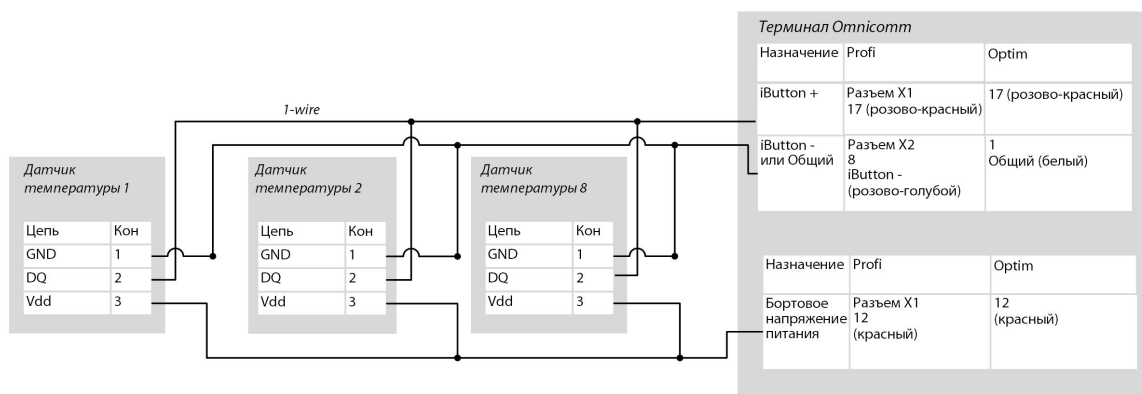 Терминал Omnicomm
Назначение Profi Optim
iButton + Разъем X1 17 (розово-красный)
17 (розово-красный)
iButton - Разъем X2 1
или Общий 8 Общий (белый)
iButton -
(розово-голубой)
1-wire
Датчик
температуры 1
Цепь Кон
GND 1
DQ 2
Vdd 3
Датчик
температуры 2
Цепь Кон
GND 1
DQ 2
Vdd 3
Датчик
температуры 8
Цепь Кон
GND 1
DQ 2
Vdd 3
Назначение Profi Optim
Бортовое Разъем X1 12
напряжение 12 (красный)
питания (красный)